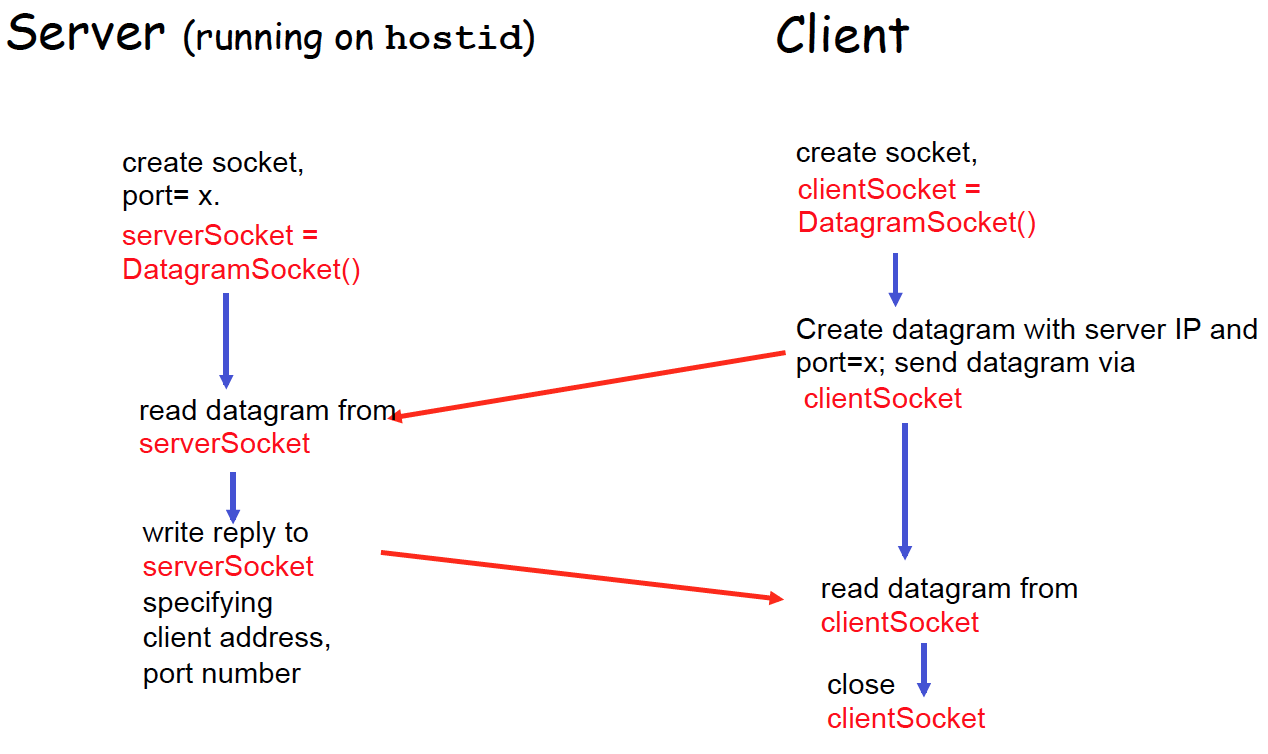 Server (running on hostid)
Client
create socket,
port= x.
serverSocket =
DatagramSocket()
read datagram from
serverSocket
write reply to
serverSocket
specifying
client address,
port number
create socket,
clientSocket =
DatagramSocket()
Create datagram with server IP and
port=x; send datagram via
clientSocket
read datagram from
clientSocket
close
clientSocket